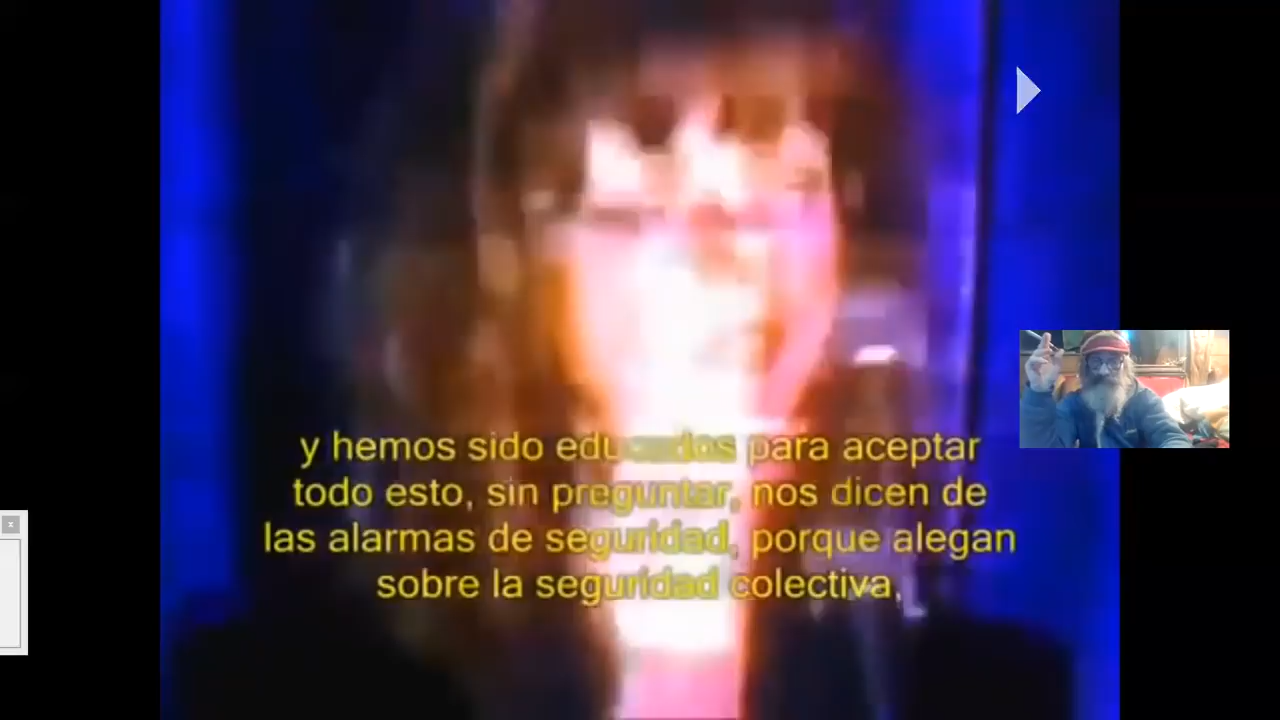 y hemos sido educados para aceptar
todo esto, sin preguntar, nos dicen de
las alarmas de seguridad, porque alegan
sobre la seguridad colectiva,